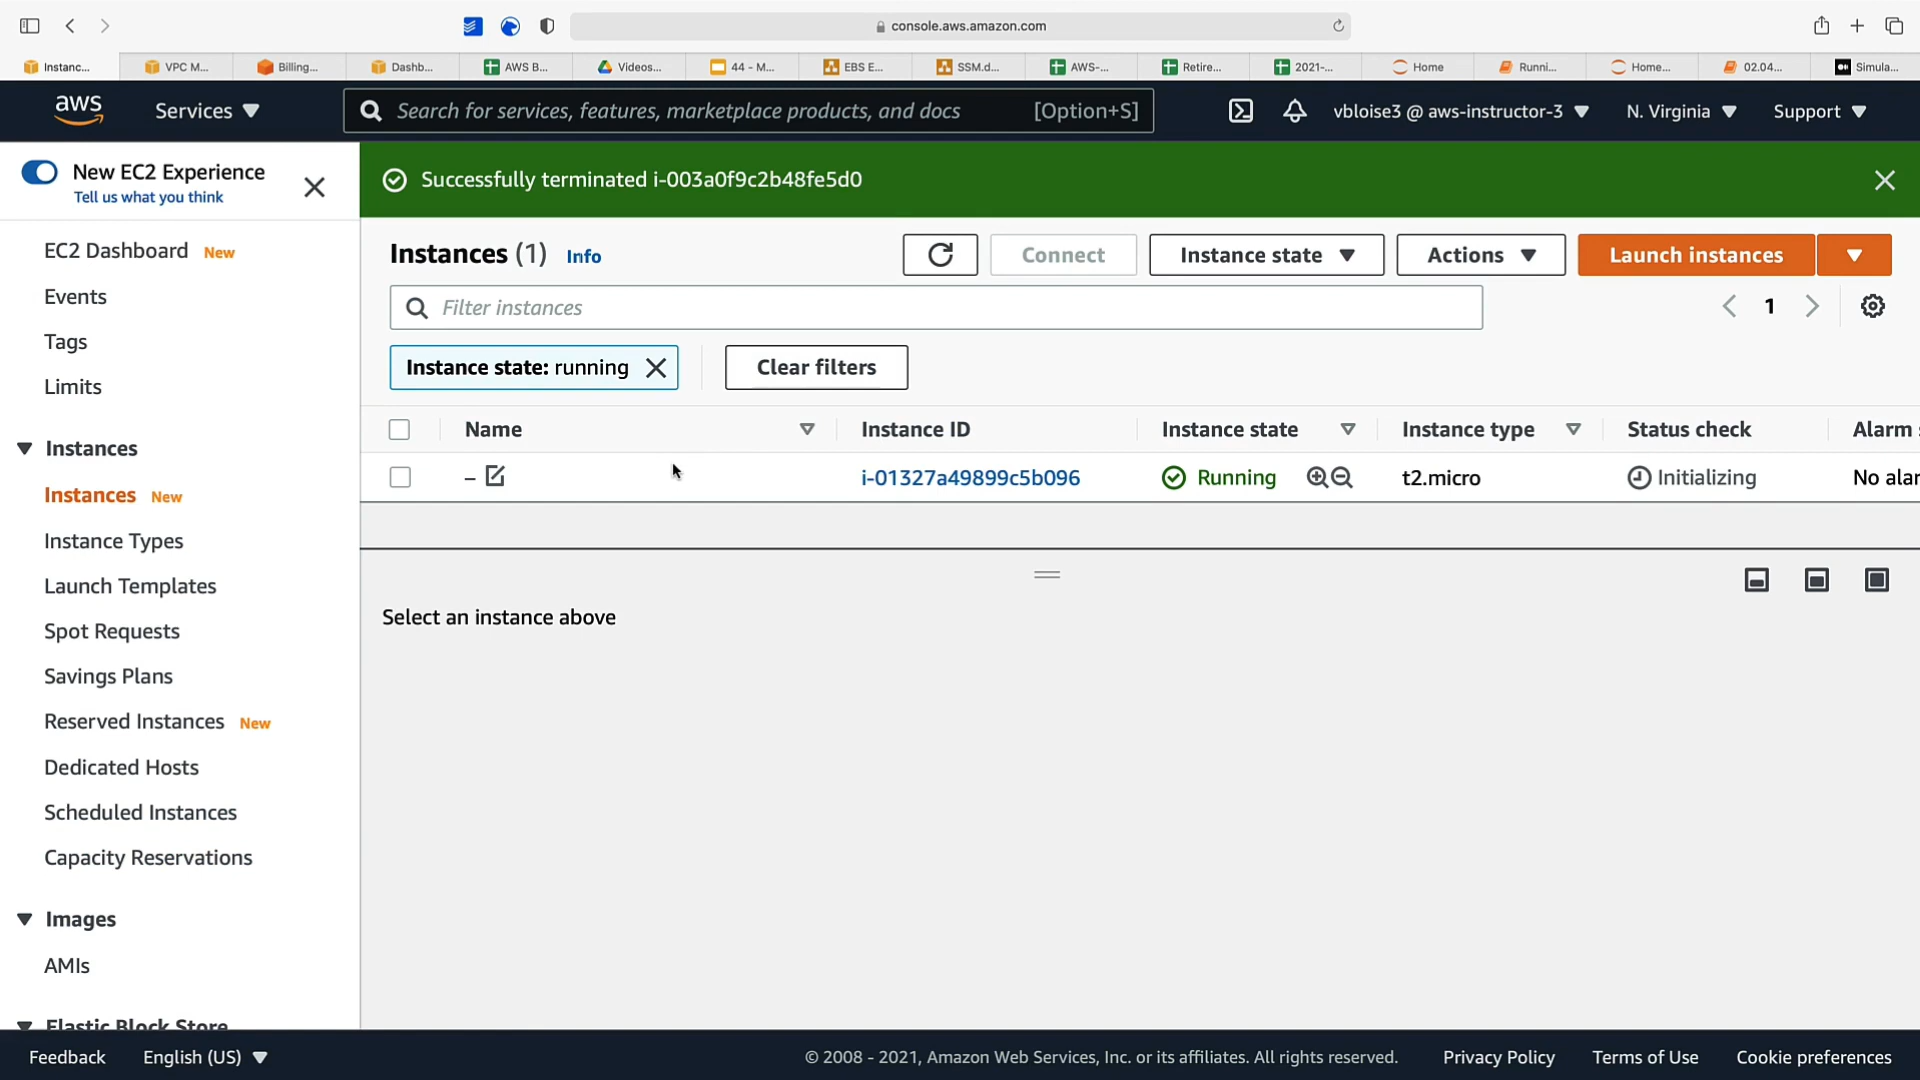 console.aws.amazon.com
Instanc...
VPC M...
Billing...
Dashb...
AWS B...
Videos...
44 - M...
EBS E...
SSM.d...
AWS-...
Retire...
2021-...
Home
Runni...
Home...
02.04...
Simula...
aws
Services
Search for services, features, marketplace products, and docs
[Option+S]
vbloise3 @ aws-instructor-3
N. Virginia
Support
New EC2 Experience
Tell us what you think
EC2 Dashboard New
Events
Tags
Limits
Instances
Instances New
Instance Types
Launch Templates
Spot Requests
Savings Plans
Reserved Instances New
Dedicated Hosts
Scheduled Instances
Capacity Reservations
Images
AMIs
Elastic Block Store
Successfully terminated i-003a0f9c2b48fe5d0
Instances (1) Info
Connect
Instance state
Actions
Launch instances
Filter instances
1
Instance state: running
Clear filters
Name
Instance ID
Instance state
Instance type
Status check
Alarm s
–
i-01327a49899c5b096
Running
t2.micro
Initializing
No alar
Select an instance above
Feedback
English (US)
© 2008 - 2021, Amazon Web Services, Inc. or its affiliates. All rights reserved.
Privacy Policy
Terms of Use
Cookie preferences